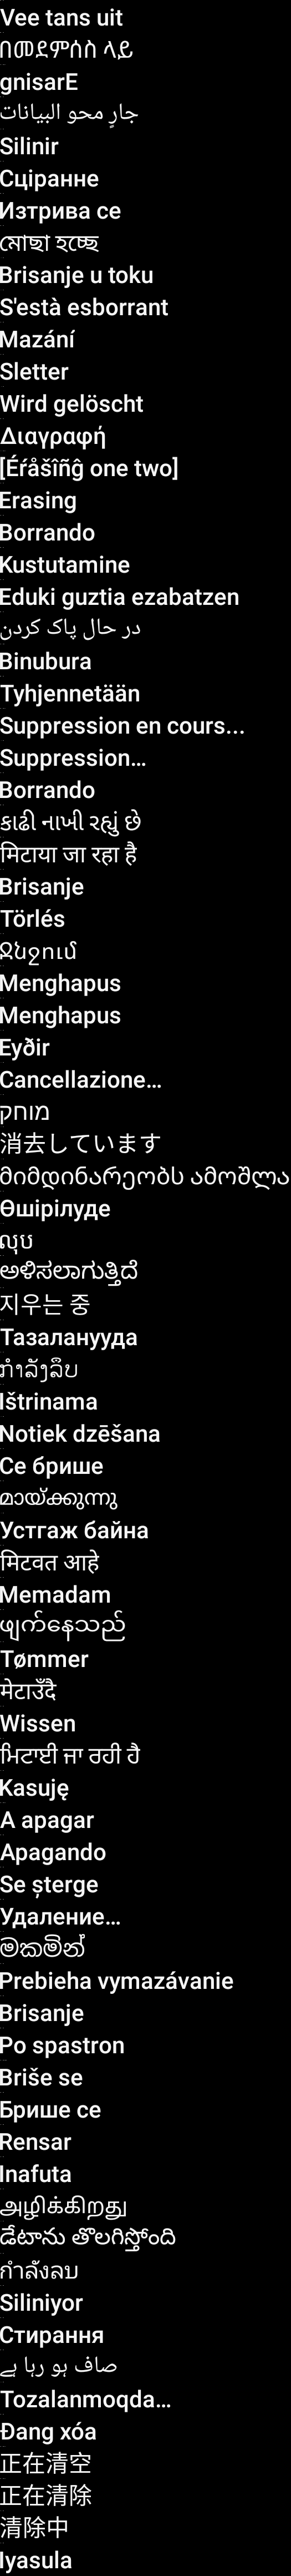 Vee tans uit
በመደምሰስ ላይ
gnisarE
جارٍ محو البيانات
Silinir
Сціранне
Изтрива се
মোছা হচ্ছে
Brisanje u toku
S'està esborrant
Mazání
Sletter
Wird gelöscht
Διαγραφή
[Éŕåšîñĝ one two]
Erasing
Borrando
Kustutamine
Eduki guztia ezabatzen
در حال پاک کردن
Binubura
Tyhjennetään
Suppression en cours...
Suppression…
Borrando
કાઢી નાખી રહ્યું છે
मिटाया जा रहा है
Brisanje
Törlés
Ջնջում
Menghapus
Menghapus
Eyðir
Cancellazione…
מוחק
消去しています
მიმდინარეობს ამოშლა
Өшірілуде
លុប
ಅಳಿಸಲಾಗುತ್ತಿದೆ
지우는 중
Тазаланууда
ກຳລັງລຶບ
Ištrinama
Notiek dzēšana
Се брише
മായ്ക്കുന്നു
Устгаж байна
मिटवत आहे
Memadam
ဖျက်နေသည်
Tømmer
मेटाउँदै
Wissen
ਮਿਟਾਈ ਜਾ ਰਹੀ ਹੈ
Kasuję
A apagar
Apagando
Se șterge
Удаление…
මකමින්
Prebieha vymazávanie
Brisanje
Po spastron
Briše se
Брише се
Rensar
Inafuta
அழிக்கிறது
డేటాను తొలగిస్తోంది
กำลังลบ
Siliniyor
Стирання
صاف ہو رہا ہے
Tozalanmoqda…
Đang xóa
正在清空
正在清除
清除中
Iyasula